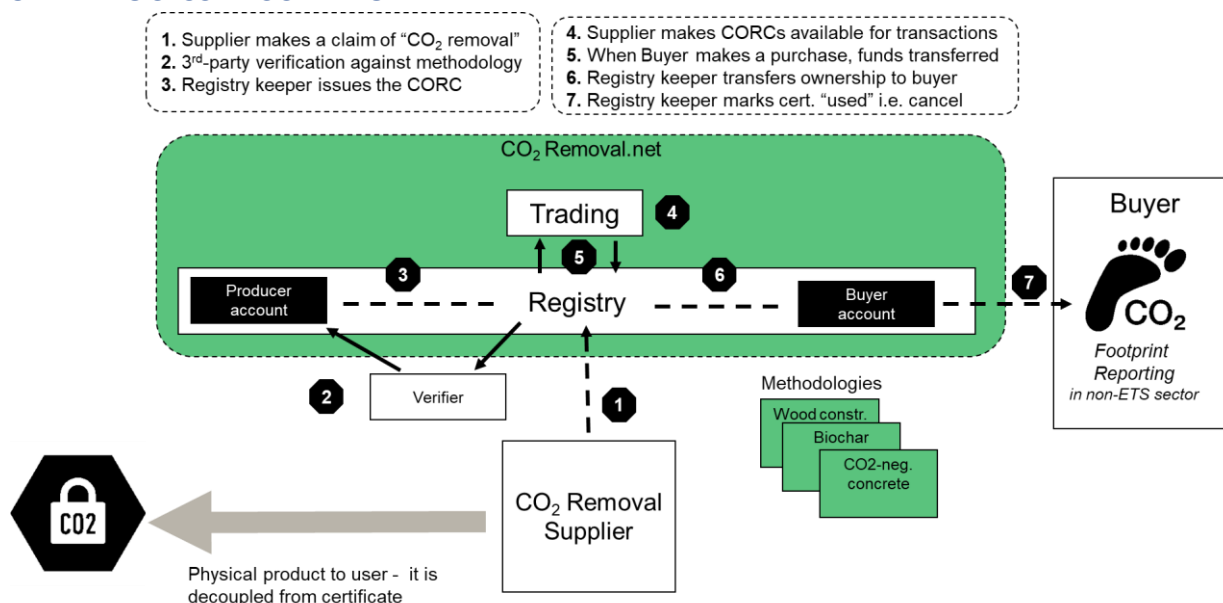 1. Supplier makes a claim of “CO₂ removal”
2. 3rd-party verification against methodology
3. Registry keeper issues the CORC
4. Supplier makes CORCs available for transactions
5 When Buyer makes a purchase, funds transferred
6 Registry keeper transfers ownership to buyer
7 Registry keeper marks cert. “used” i.e. cancel
CO₂ Removal.net
Trading
4
5
3
6
Producer
account
Registry
Buyer
account
7
Buyer
CO₂
Footprint
Reporting
in non-ETS sector
2
Verifier
1
Methodologies
Wood constr.
Biochar
CO2-neg.
concrete
CO2
CO₂ Removal
Supplier
Physical product to user - it is
decoupled from certificate